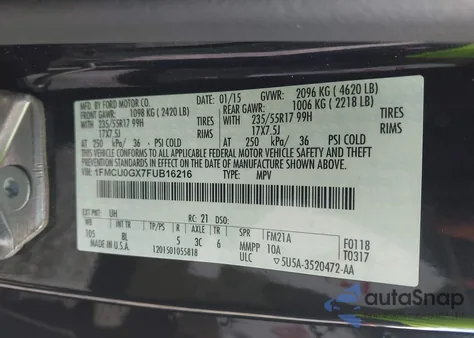 MFD. BY FORD MOTOR CO.
01/15 GVWR: 2096 KG ( 4620 LB)
FRONT GAWR: 1098 KG ( 2420 LB) REAR GAWR: 1006 KG ( 2218 LB)
WITH 235/55R17 99H TIRES WITH 235/55R17 99H TIRES
17X7.5J RIMS 17X7.5J RIMS
AT 250 kPa/ 36 PSI COLD AT 250 kPa/ 36 PSI COLD
THIS VEHICLE CONFORMS TO ALL APPLICABLE FEDERAL MOTOR
VEHICLE SAFETY STANDARDS IN EFFECT ON THE
DATE OF MANUFACTURE SHOWN ABOVE.
VIN: 1FMCU0GX7FUB16216 TYPE: MPV
EXT PNT: UH RC: 21 DSO:
WB INT TR TP/PS R AXLE TR SPR FM21A F0118
105 BL 5 3C 6 MMPP 10A T0317
MADE IN U.S.A. 1201501055818 ULC 5U5A-3520472-AA
autoSnap